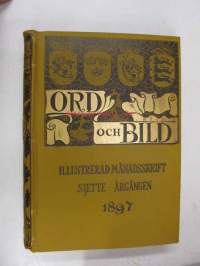 ORD
OCH BILD
ILLUSTRERAD MÅNADSSKRIFT
SJETTE ÅRGÅNGEN
1897